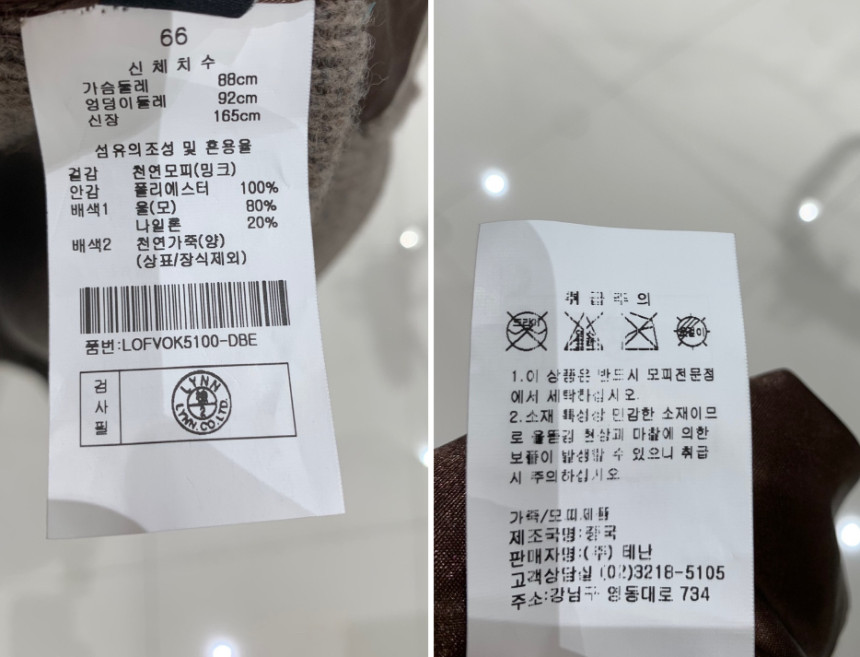 66
신체치수
가슴둘레 88cm
엉덩이둘레 92cm
신장 165cm
섬유의조성 및 혼용율
겉감 천연모피(밍크)
안감 폴리에스터 100%
배색1 울(모) 80%
나일론 20%
배색2 천연가죽(양)
(상표/장식제외)
품번:LOFVOK5100-DBE
검사필
LYNN
LYNN.CO.LTD.
취급주의
드라이
1.이 상품은 반드시 모피전문점
에서 세탁하십시오.
2.소재 특성상 민감한 소재이므
로 올뜯김 현상과 마찰에 의한
보풀이 발생할 수 있으니 취급
시 주의하십시오
가죽/모피제품
제조국명:중국
판매자명:(주) 테난
고객상담실 (02)3218-5105
주소:강남구 영동대로 734